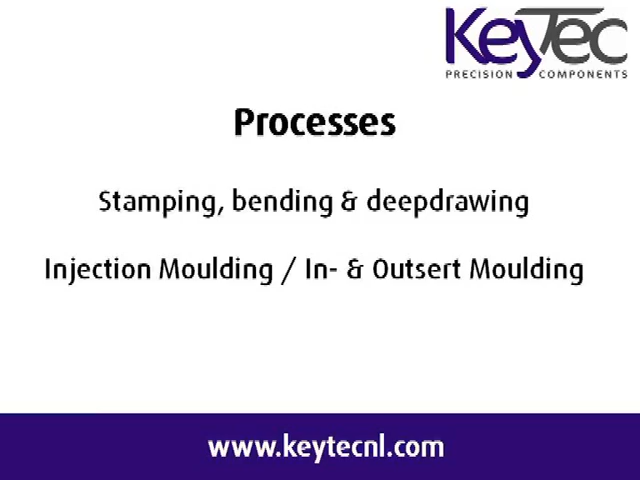 KeyTec
PRECISION COMPONENTS
Processes
Stamping, bending & deepdrawing
Injection Moulding / In- & Outsert Moulding
www.keytecnl.com